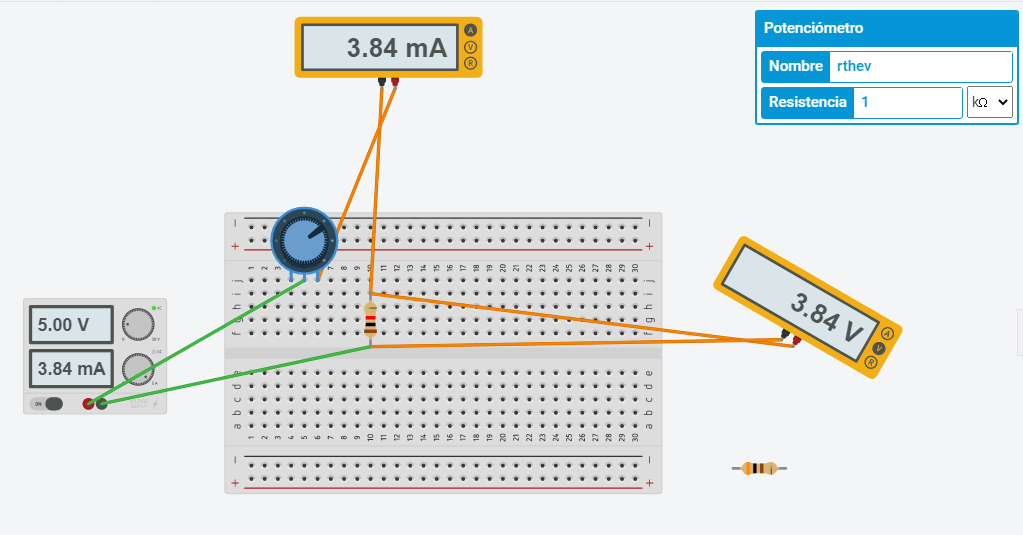 3.84 mA
A
V
R
Potenciómetro
Nombre rthev
Resistencia 1 kΩ
− −
+ +
1 2 3 4 5 6 7 8 9 10 11 12 13 14 15 16 17 18 19 20 21 22 23 24 25 26 27 28 29 30
j j
i i
h h
g g
f f
3.84 V
A
V
R
5.00 V
3.84 mA
ON
e e
d d
c c
b b
a a
1 2 3 4 5 6 7 8 9 10 11 12 13 14 15 16 17 18 19 20 21 22 23 24 25 26 27 28 29 30
− −
+ +